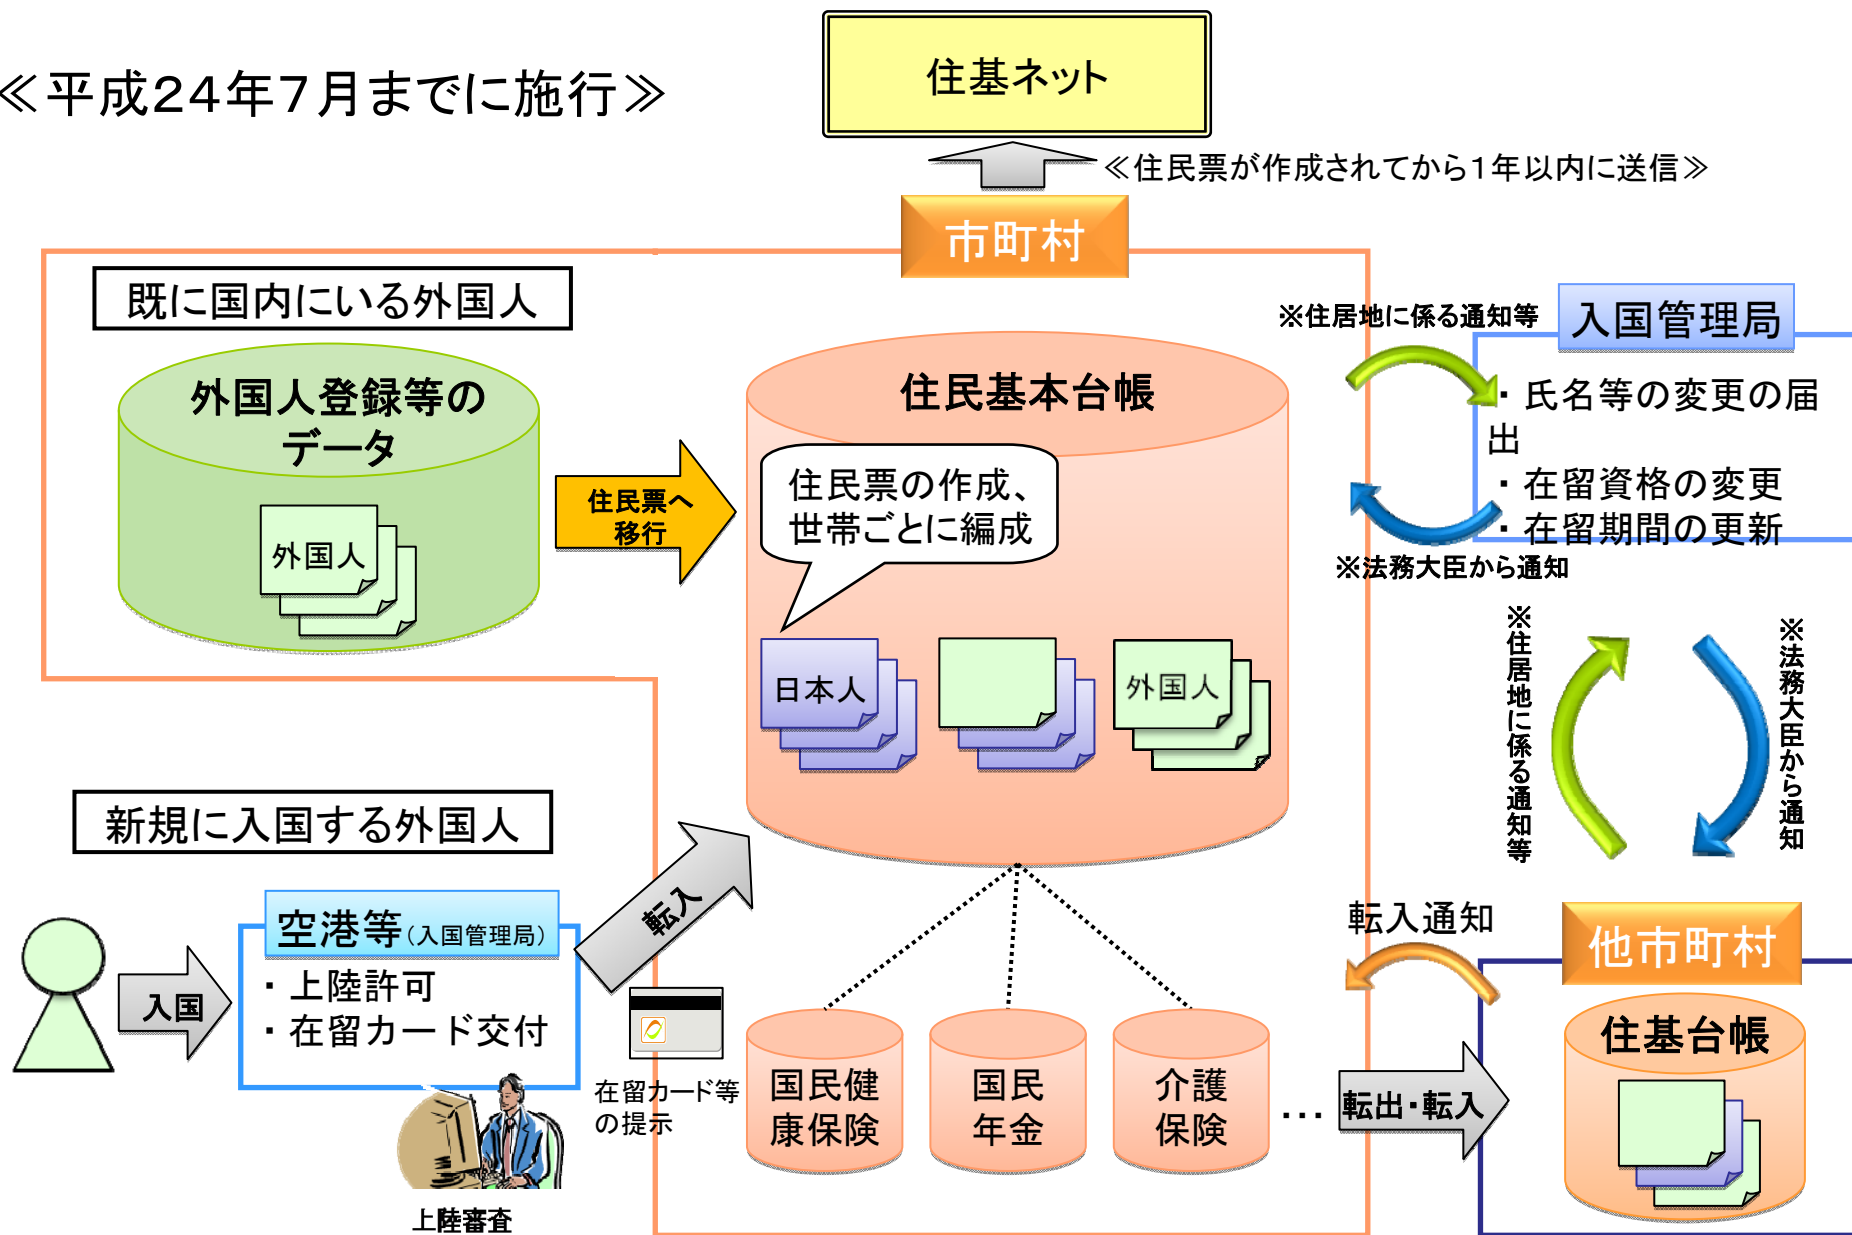 ≪平成24年7月までに施行≫
住基ネット
≪住民票が作成されてから1年以内に送信≫
市町村
既に国内にいる外国人
外国人登録等の
データ
外国人
住民票へ
移行
住民基本台帳
住民票の作成、
世帯ごとに編成
日本人
外国人
※住居地に係る通知等
入国管理局
・氏名等の変更の届
出
・在留資格の変更
・在留期間の更新
※法務大臣から通知
※住居地に係る通知等
※法務大臣から通知
新規に入国する外国人
入国
空港等(入国管理局)
・上陸許可
・在留カード交付
上陸審査
転入
在留カード等
の提示
国民健
康保険
国民
年金
介護
保険
…
転入通知
転出・転入
他市町村
住基台帳